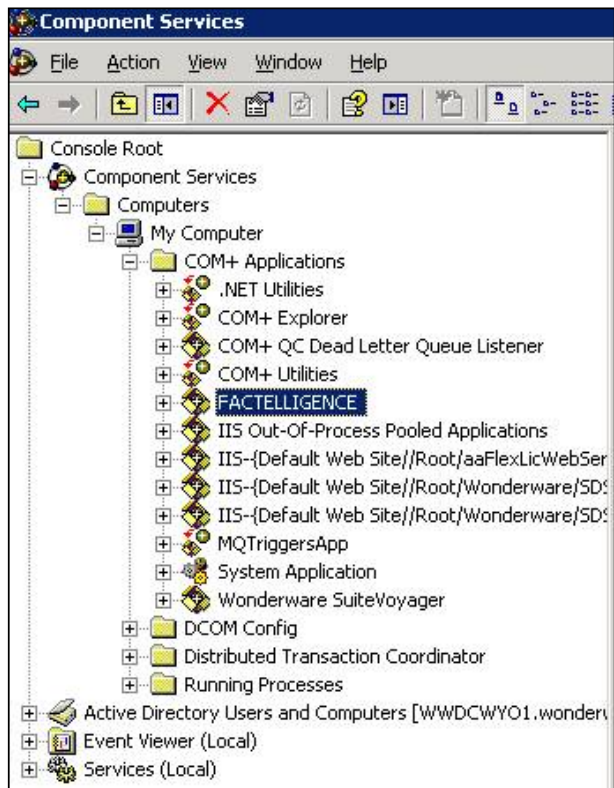 Component Services
File Action View Window Help
Console Root
Component Services
Computers
My Computer
COM+ Applications
.NET Utilities
COM+ Explorer
COM+ QC Dead Letter Queue Listener
COM+ Utilities
FACTELLIGENCE
IIS Out-Of-Process Pooled Applications
IIS-{Default Web Site//Root/aaFlexLicWebSer
IIS-{Default Web Site//Root/Wonderware/SDS
IIS-{Default Web Site//Root/Wonderware/SDS
MQTriggersApp
System Application
Wonderware SuiteVoyager
DCOM Config
Distributed Transaction Coordinator
Running Processes
Active Directory Users and Computers [WWDCWYO1.wonderw
Event Viewer (Local)
Services (Local)